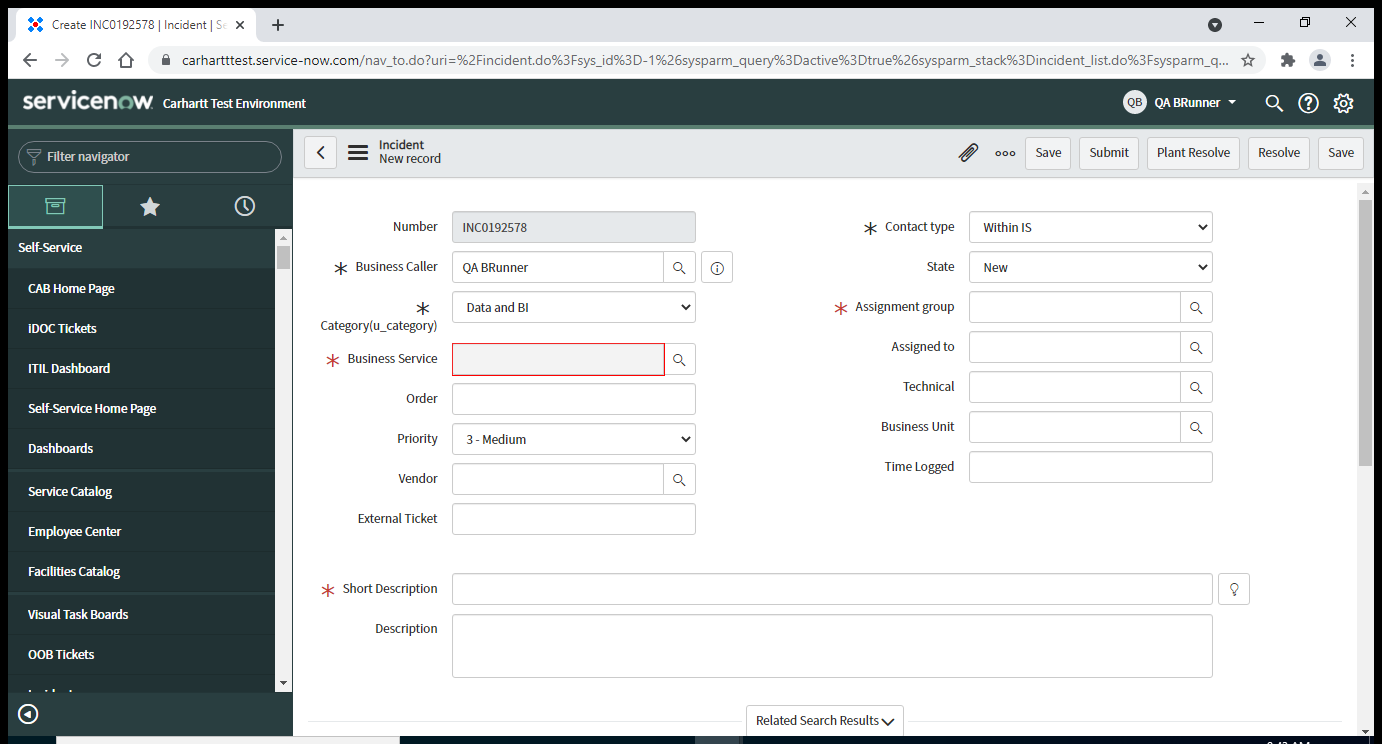 Create INC0192578 | Incident | Se
carhartttest.service-now.com/nav_to.do?uri=%2Fincident.do%3Fsys_id%3D-1%26sysparm_query%3Dactive%3Dtrue%26sysparm_stack%3Dincident_list.do%3Fsysparm_q...
servicenow Carhartt Test Environment
QB QA BRunner
Filter navigator
Incident
New record
Save Submit Plant Resolve Resolve Save
Self-Service
CAB Home Page
iDOC Tickets
ITIL Dashboard
Self-Service Home Page
Dashboards
Service Catalog
Employee Center
Facilities Catalog
Visual Task Boards
OOB Tickets
Number INC0192578
Business Caller QA BRunner
Category(u_category) Data and BI
Business Service
Order
Priority 3 - Medium
Vendor
External Ticket
Contact type Within IS
State New
Assignment group
Assigned to
Technical
Business Unit
Time Logged
Short Description
Description
Related Search Results